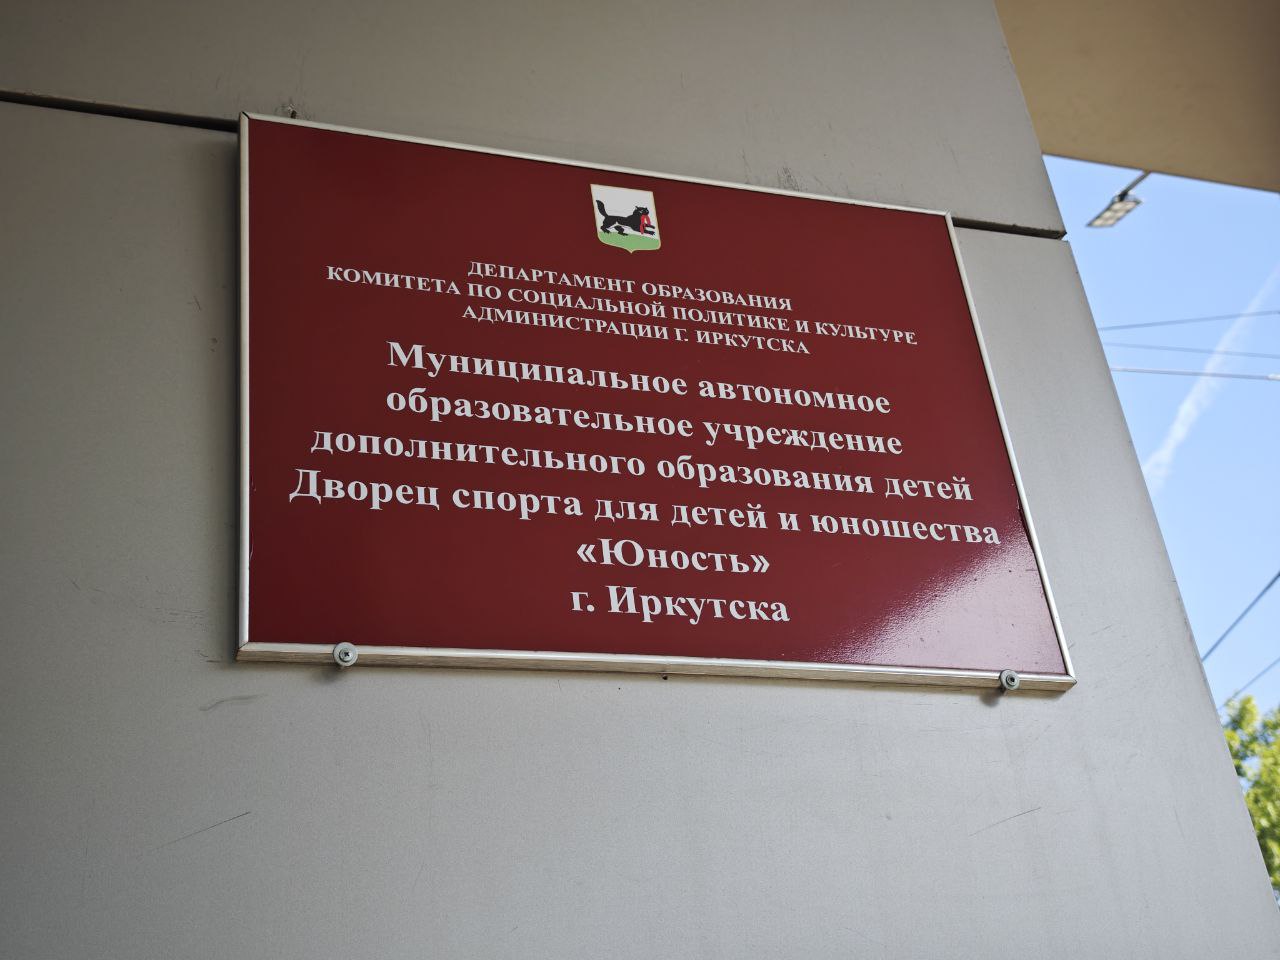 ДЕПАРТАМЕНТ ОБРАЗОВАНИЯ
КОМИТЕТА ПО СОЦИАЛЬНОЙ ПОЛИТИКЕ И КУЛЬТУРЕ
АДМИНИСТРАЦИИ Г. ИРКУТСКА
Муниципальное автономное
образовательное учреждение
дополнительного образования детей
Дворец спорта для детей и юношества
«Юность»
г. Иркутска